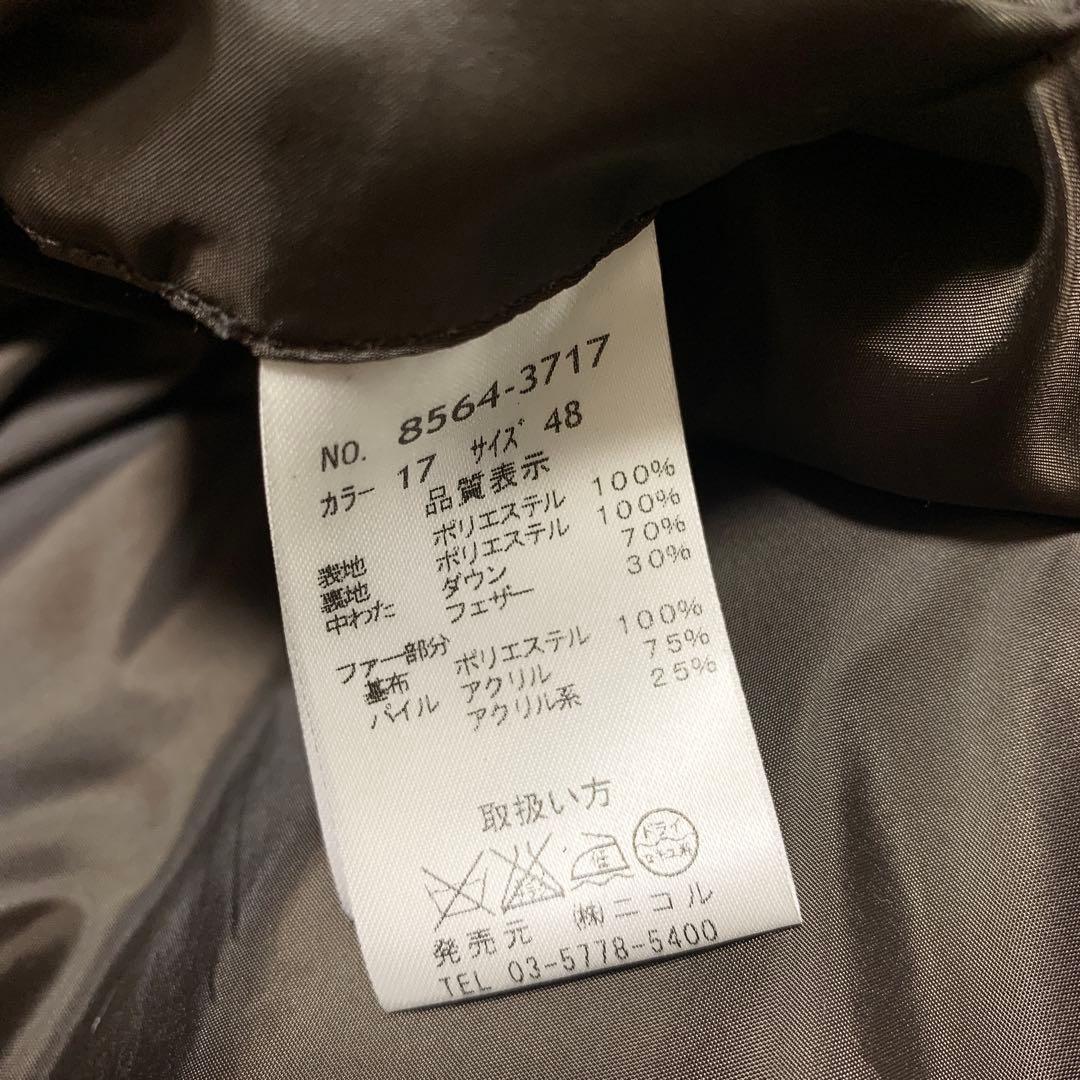 NO. 8564-3717
カラー 17 サイズ 48
品質表示
表地 ポリエステル 100%
裏地 ポリエステル 100%
中わた ダウン 70%
フェザー 30%
ファー部分
基布 ポリエステル 100%
パイル アクリル 75%
アクリル系 25%
取扱い方
低 ドライ
発売元 ㈱ニコル
TEL 03-5778-5400